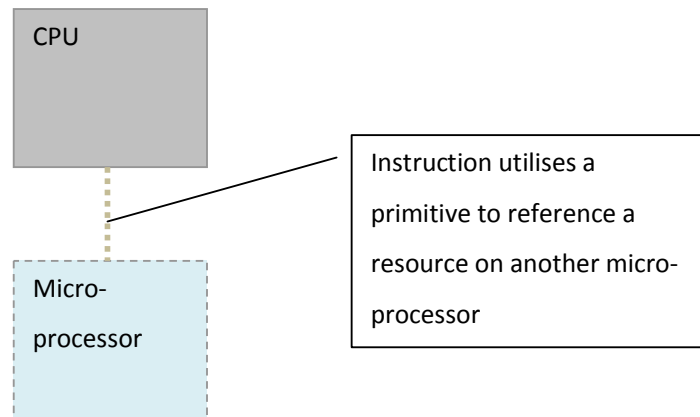 CPU
Instruction utilises a
primitive to reference a
resource on another micro-
processor
Micro-
processor